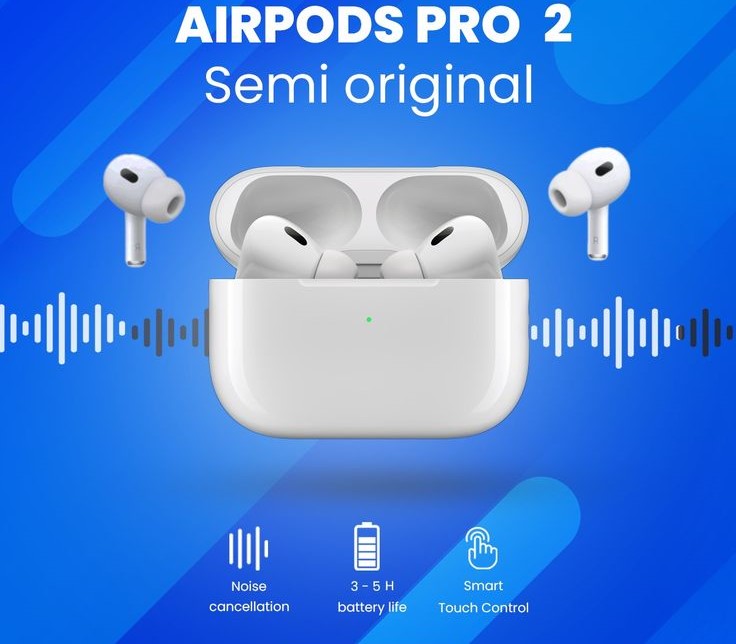 AIRPODS PRO 2
Semi original
Noise
cancellation
3 - 5 H
battery life
Smart
Touch Control